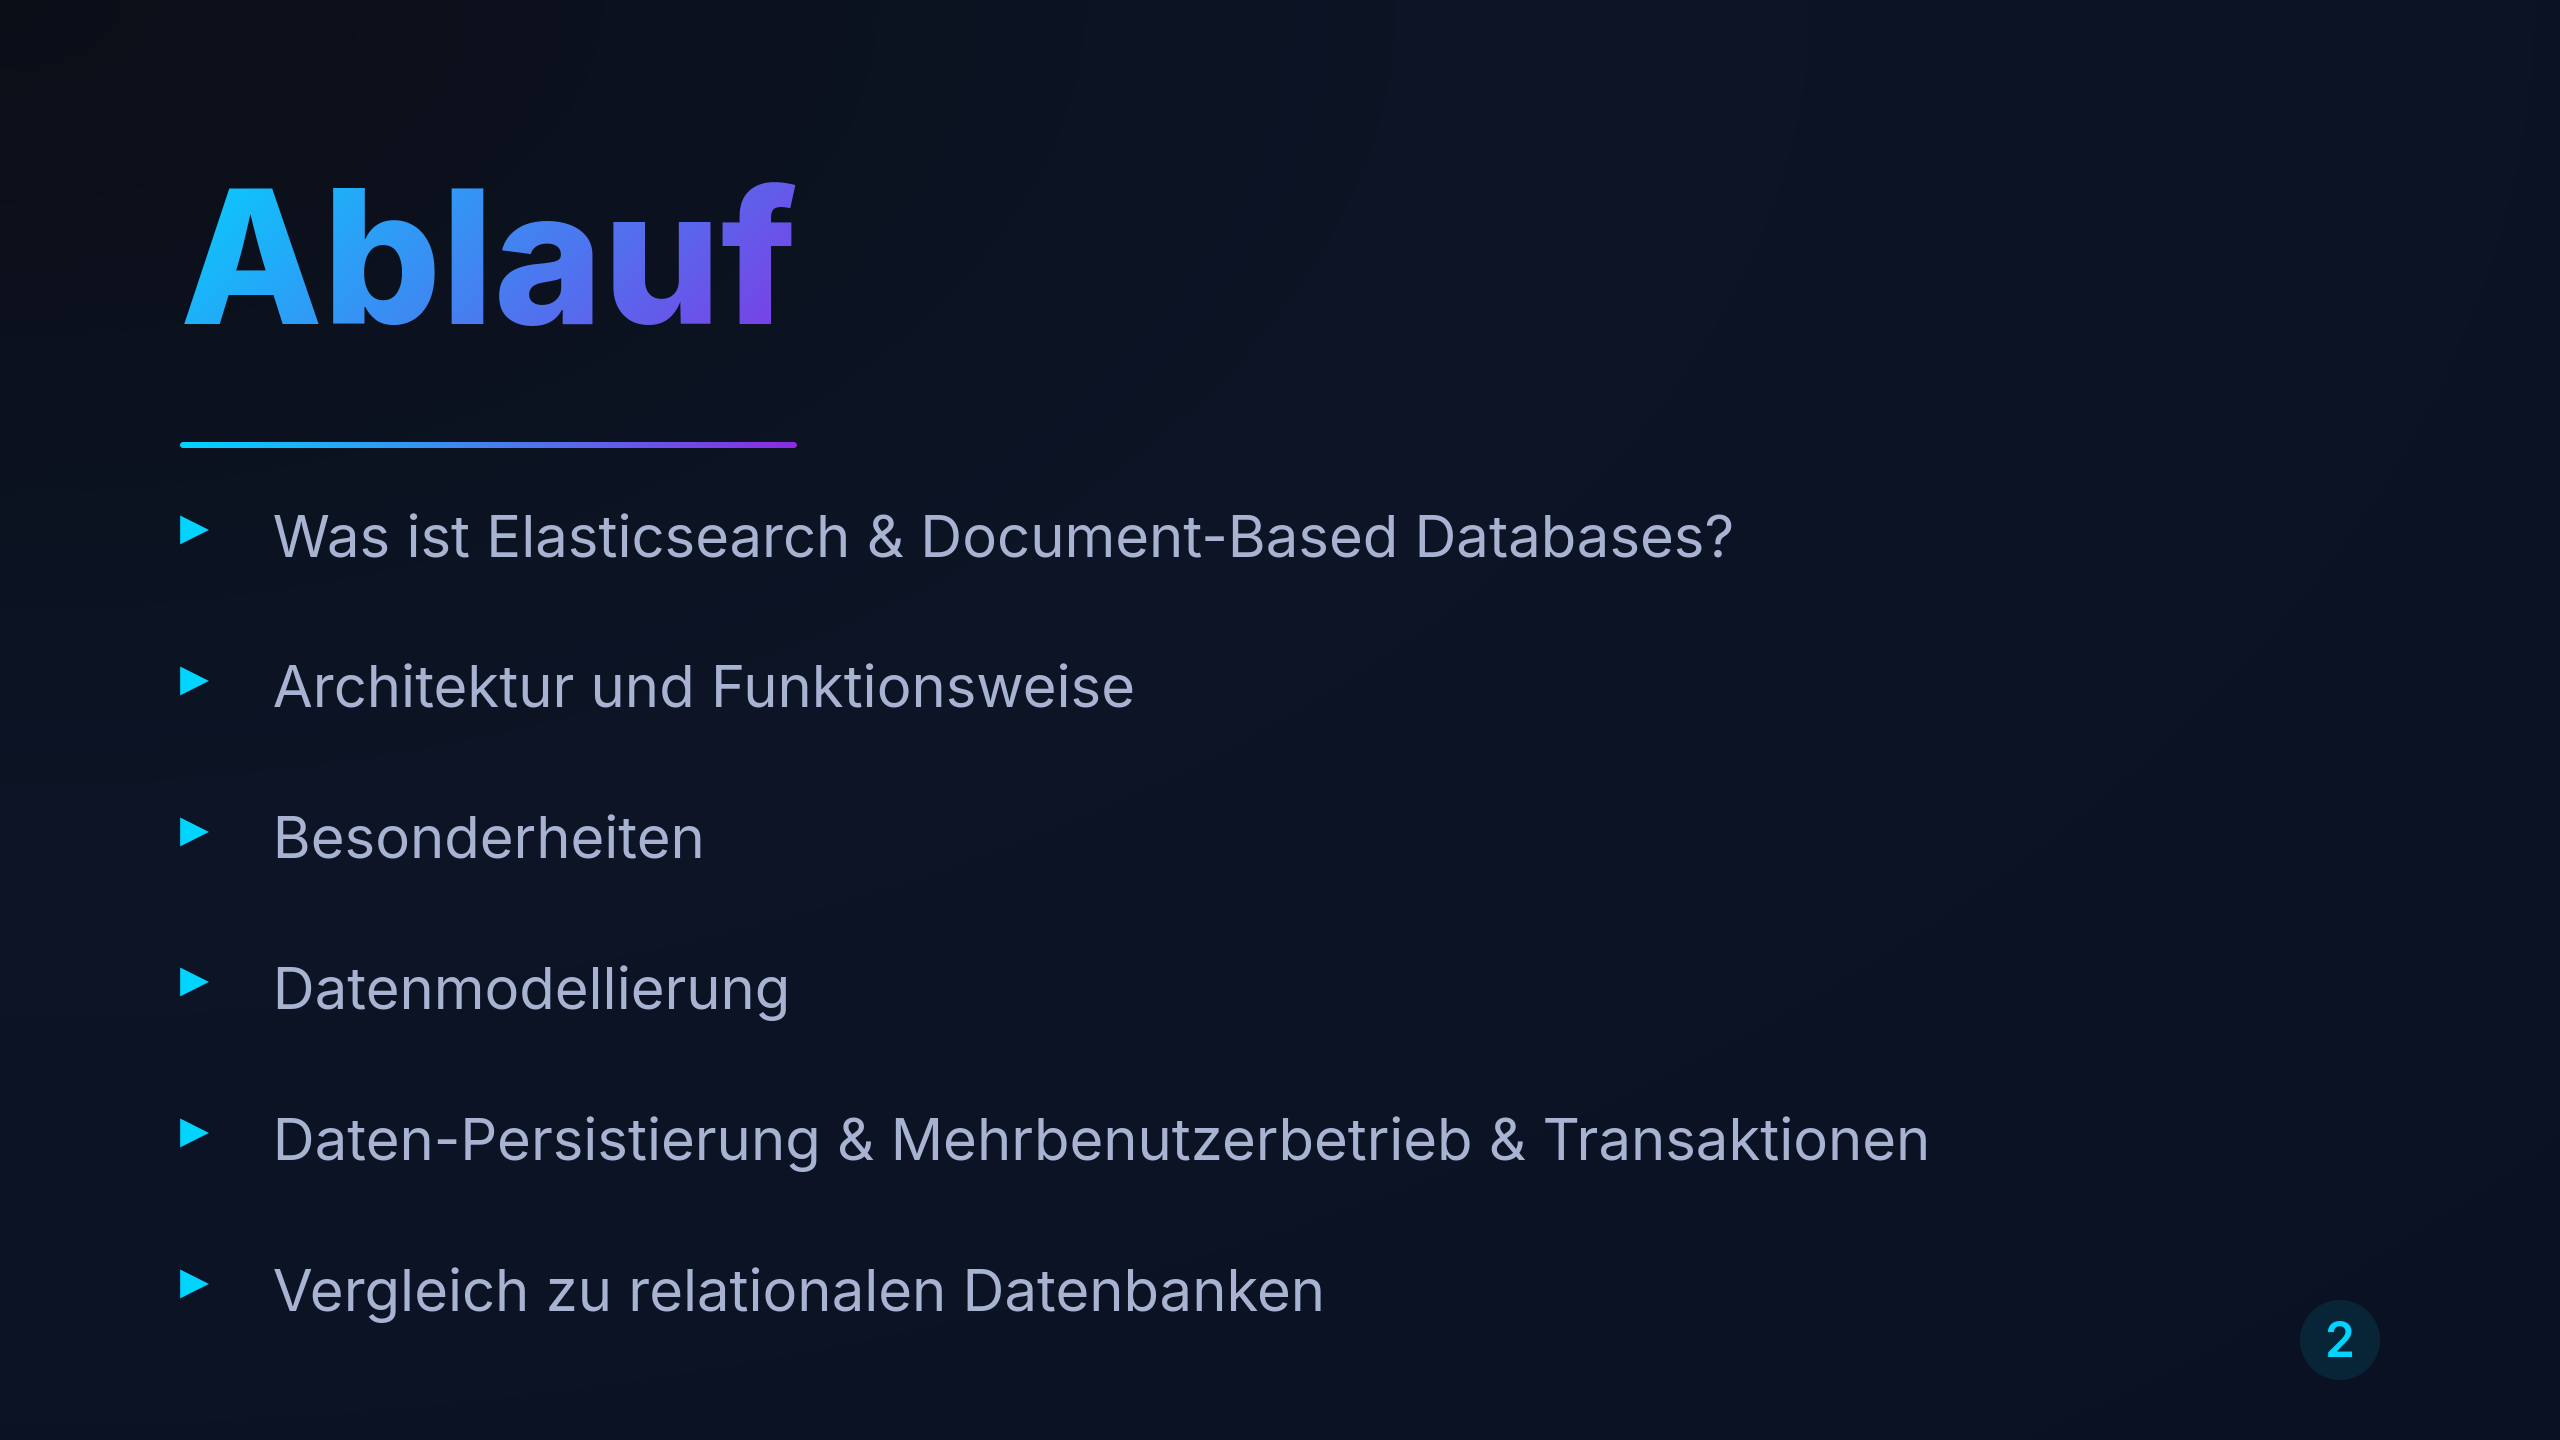 Ablauf
Was ist Elasticsearch & Document-Based Databases?
Architektur und Funktionsweise
Besonderheiten
Datenmodellierung
Daten-Persistierung & Mehrbenutzerbetrieb & Transaktionen
Vergleich zu relationalen Datenbanken
2